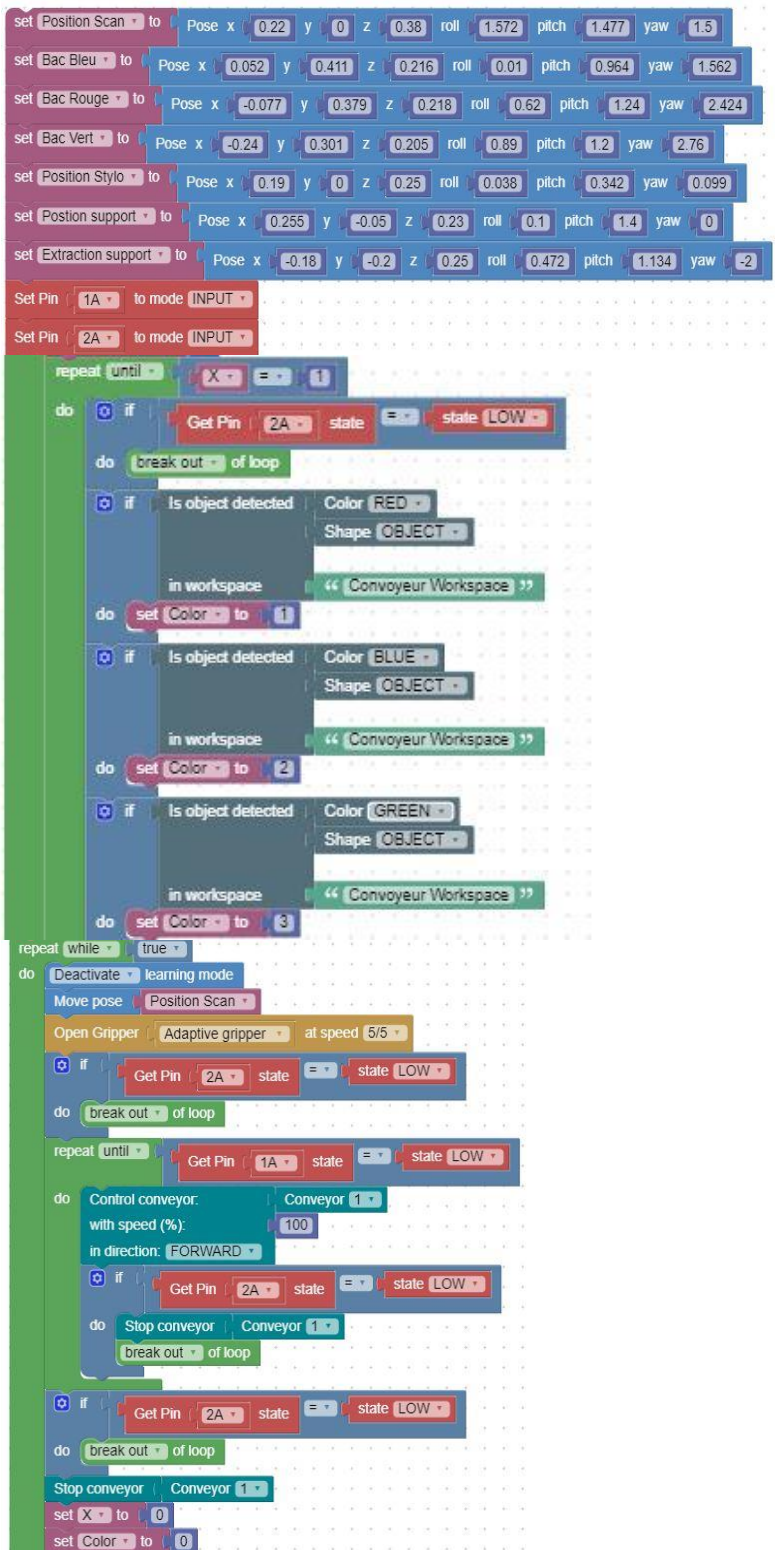 set Position Scan to Pose x 0.22 y 0 z 0.38 roll 1.572 pitch 1.477 yaw 1.5
set Bac Bleu to Pose x 0.052 y 0.411 z 0.216 roll 0.01 pitch 0.964 yaw 1.562
set Bac Rouge to Pose x -0.077 y 0.379 z 0.218 roll 0.62 pitch 1.24 yaw 2.424
set Bac Vert to Pose x -0.24 y 0.301 z 0.205 roll 0.89 pitch 1.2 yaw 2.76
set Position Stylo to Pose x 0.19 y 0 z 0.25 roll 0.038 pitch 0.342 yaw 0.099
set Postion support to Pose x 0.255 y -0.05 z 0.23 roll 0.1 pitch 1.4 yaw 0
set Extraction support to Pose x -0.18 y -0.2 z 0.25 roll 0.472 pitch 1.134 yaw -2
Set Pin 1A to mode INPUT
Set Pin 2A to mode INPUT
repeat until X = 1
do if Get Pin 2A state = state LOW
do break out of loop
if Is object detected Color RED
Shape OBJECT
in workspace “ Convoyeur Workspace ”
do set Color to 1
if Is object detected Color BLUE
Shape OBJECT
in workspace “ Convoyeur Workspace ”
do set Color to 2
if Is object detected Color GREEN
Shape OBJECT
in workspace “ Convoyeur Workspace ”
do set Color to 3
repeat while true
do Deactivate learning mode
Move pose Position Scan
Open Gripper Adaptive gripper at speed 5/5
if Get Pin 2A state = state LOW
do break out of loop
repeat until Get Pin 1A state = state LOW
do Control conveyor: Conveyor 1
with speed (%): 100
in direction: FORWARD
if Get Pin 2A state = state LOW
do Stop conveyor Conveyor 1
break out of loop
if Get Pin 2A state = state LOW
do break out of loop
Stop conveyor Conveyor 1
set X to 0
set Color to 0